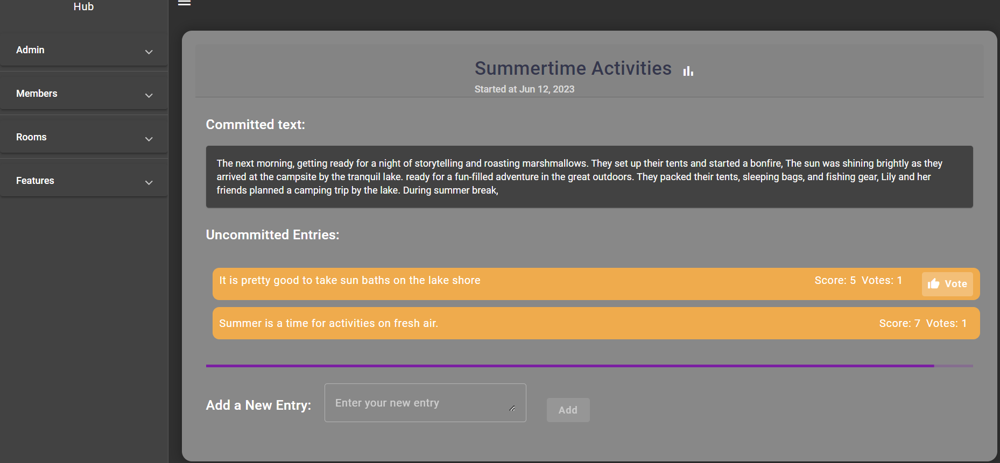 Hub
Admin
Members
Rooms
Features
Summertime Activities
Started at Jun 12, 2023
Committed text:
The next morning, getting ready for a night of storytelling and roasting marshmallows. They set up their tents and started a bonfire, The sun was shining brightly as they
arrived at the campsite by the tranquil lake. ready for a fun-filled adventure in the great outdoors. They packed their tents, sleeping bags, and fishing gear, Lily and her
friends planned a camping trip by the lake. During summer break,
Uncommitted Entries:
It is pretty good to take sun baths on the lake shore Score: 5 Votes: 1 Vote
Summer is a time for activities on fresh air. Score: 7 Votes: 1
Add a New Entry: Enter your new entry Add